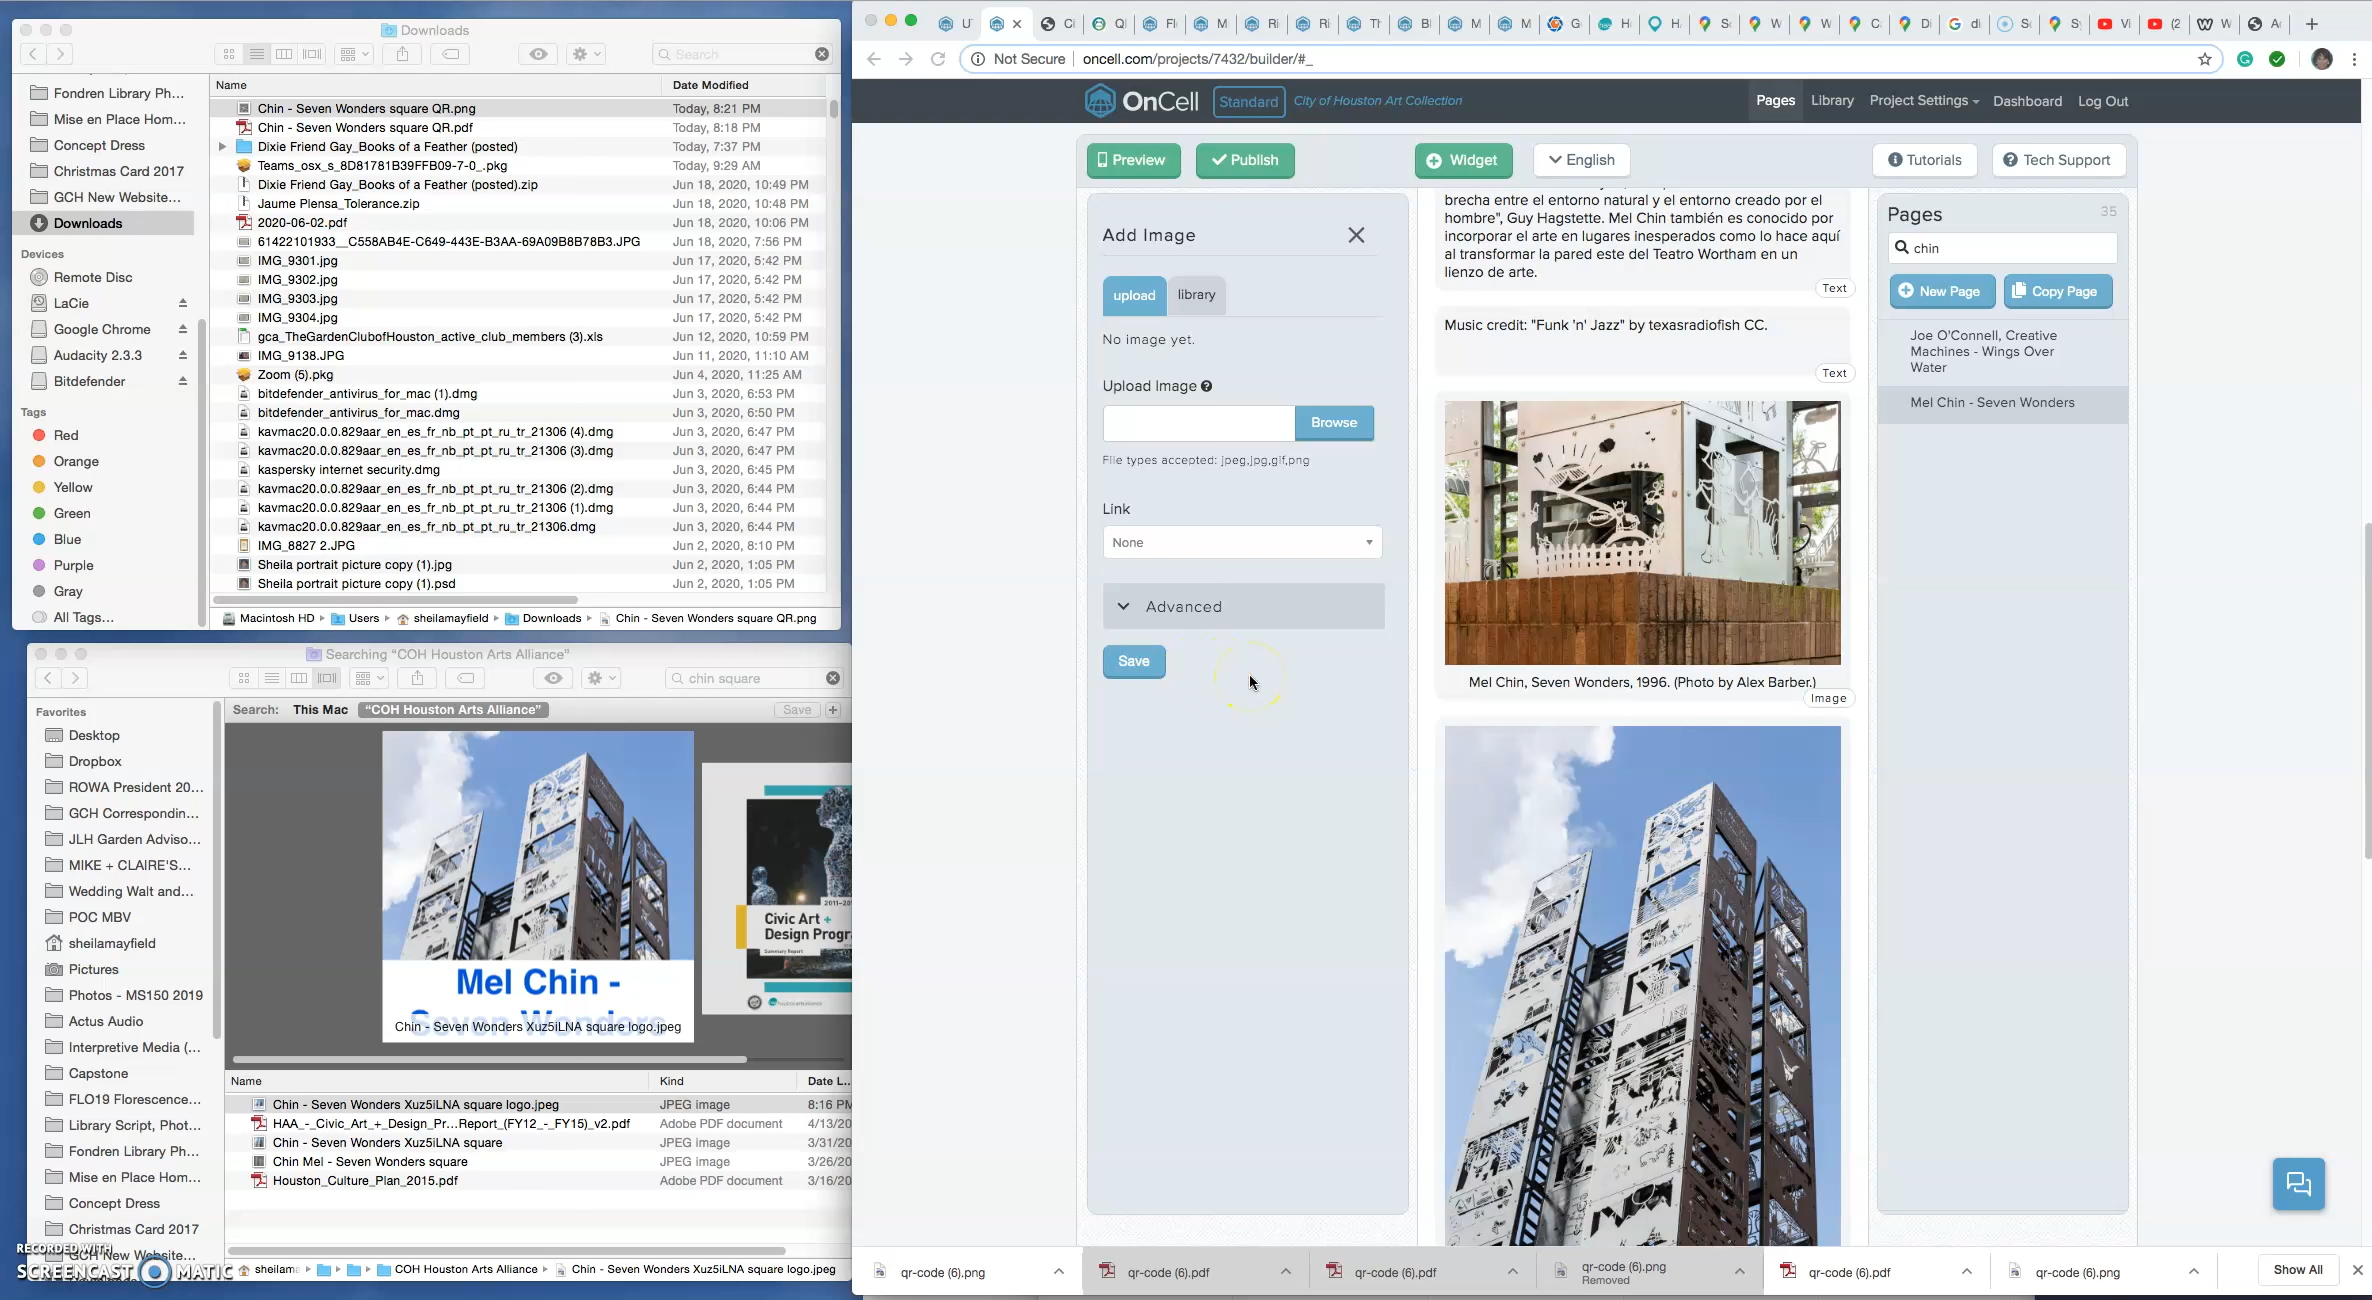 Downloads
Search
Name
Date Modified
Fondren Library Ph...
Mise en Place Hom...
Concept Dress
Christmas Card 2017
GCH New Website...
Downloads
Devices
Remote Disc
LaCie
Google Chrome
Audacity 2.3.3
Bitdefender
Tags
Red
Orange
Yellow
Green
Blue
Purple
Gray
All Tags...
Chin - Seven Wonders square QR.png Today, 8:21 PM
Chin - Seven Wonders square QR.pdf Today, 8:18 PM
Dixie Friend Gay_Books of a Feather (posted) Today, 7:37 PM
Teams_osx_s_8D81781B39FFB09-7-0_.pkg Today, 9:29 AM
Dixie Friend Gay_Books of a Feather (posted).zip Jun 18, 2020, 10:49 PM
Jaume Plensa_Tolerance.zip Jun 18, 2020, 10:48 PM
2020-06-02.pdf Jun 18, 2020, 10:06 PM
61422101933__C558AB4E-C649-443E-B3AA-69A09B8B78B3.JPG Jun 18, 2020, 7:56 PM
IMG_9301.jpg Jun 17, 2020, 5:42 PM
IMG_9302.jpg Jun 17, 2020, 5:42 PM
IMG_9303.jpg Jun 17, 2020, 5:42 PM
IMG_9304.jpg Jun 17, 2020, 5:42 PM
gca_TheGardenClubofHouston_active_club_members (3).xls Jun 12, 2020, 10:59 PM
IMG_9138.JPG Jun 11, 2020, 11:10 AM
Zoom (5).pkg Jun 4, 2020, 11:25 AM
bitdefender_antivirus_for_mac (1).dmg Jun 3, 2020, 6:53 PM
bitdefender_antivirus_for_mac.dmg Jun 3, 2020, 6:50 PM
kavmac20.0.0.829aar_en_es_fr_nb_pt_pt_ru_tr_21306 (4).dmg Jun 3, 2020, 6:47 PM
kavmac20.0.0.829aar_en_es_fr_nb_pt_pt_ru_tr_21306 (3).dmg Jun 3, 2020, 6:47 PM
kaspersky internet security.dmg Jun 3, 2020, 6:45 PM
kavmac20.0.0.829aar_en_es_fr_nb_pt_pt_ru_tr_21306 (2).dmg Jun 3, 2020, 6:44 PM
kavmac20.0.0.829aar_en_es_fr_nb_pt_pt_ru_tr_21306 (1).dmg Jun 3, 2020, 6:44 PM
kavmac20.0.0.829aar_en_es_fr_nb_pt_pt_ru_tr_21306.dmg Jun 3, 2020, 6:44 PM
IMG_8827 2.JPG Jun 2, 2020, 8:10 PM
Sheila portrait picture copy (1).jpg Jun 2, 2020, 1:05 PM
Sheila portrait picture copy (1).psd Jun 2, 2020, 1:05 PM
Macintosh HD Users sheilamayfield Downloads Chin - Seven Wonders square QR.png
Searching “COH Houston Arts Alliance”
chin square
Search: This Mac “COH Houston Arts Alliance” Save +
Favorites
Desktop
Dropbox
ROWA President 20...
GCH Correspondin...
JLH Garden Adviso...
MIKE + CLAIRE'S...
Wedding Walt and...
POC MBV
sheilamayfield
Pictures
Photos - MS150 2019
Actus Audio
Interpretive Media (...
Capstone
FLO19 Florescence...
Library Script, Phot...
Fondren Library Ph...
Mise en Place Hom...
Concept Dress
Christmas Card 2017
GCH New Website...
Mel Chin -
Seven Wonders
Chin - Seven Wonders Xuz5iLNA square logo.jpeg
2011-20
Civic Art +
Design Progra
Summary Report
Name Kind Date L...
Chin - Seven Wonders Xuz5iLNA square logo.jpeg JPEG image 8:16 PM
HAA_-_Civic_Art_+_Design_Pr...Report_(FY12_-_FY15)_v2.pdf Adobe PDF document 4/13/20
Chin - Seven Wonders Xuz5iLNA square JPEG image 3/31/20
Chin Mel - Seven Wonders square JPEG image 3/26/20
Houston_Culture_Plan_2015.pdf Adobe PDF document 3/16/20
sheilama COH Houston Arts Alliance Chin - Seven Wonders Xuz5iLNA square logo.jpeg
RECORDED WITH
SCREENCAST MATIC
Not Secure oncell.com/projects/7432/builder/#_
OnCell Standard City of Houston Art Collection
Pages Library Project Settings Dashboard Log Out
Preview Publish Widget English Tutorials Tech Support
Add Image
upload library
No image yet.
Upload Image
Browse
File types accepted: jpeg,jpg,gif,png
Link
None
Advanced
Save
brecha entre el entorno natural y el entorno creado por el
hombre", Guy Hagstette. Mel Chin también es conocido por
incorporar el arte en lugares inesperados como lo hace aquí
al transformar la pared este del Teatro Wortham en un
lienzo de arte.
Text
Music credit: "Funk 'n' Jazz" by texasradiofish CC.
Text
Mel Chin, Seven Wonders, 1996. (Photo by Alex Barber.)
Image
Pages 35
chin
New Page Copy Page
Joe O'Connell, Creative
Machines - Wings Over
Water
Mel Chin - Seven Wonders
qr-code (6).png
qr-code (6).pdf
qr-code (6).pdf
qr-code (6).png
Removed
qr-code (6).pdf
qr-code (6).png
Show All